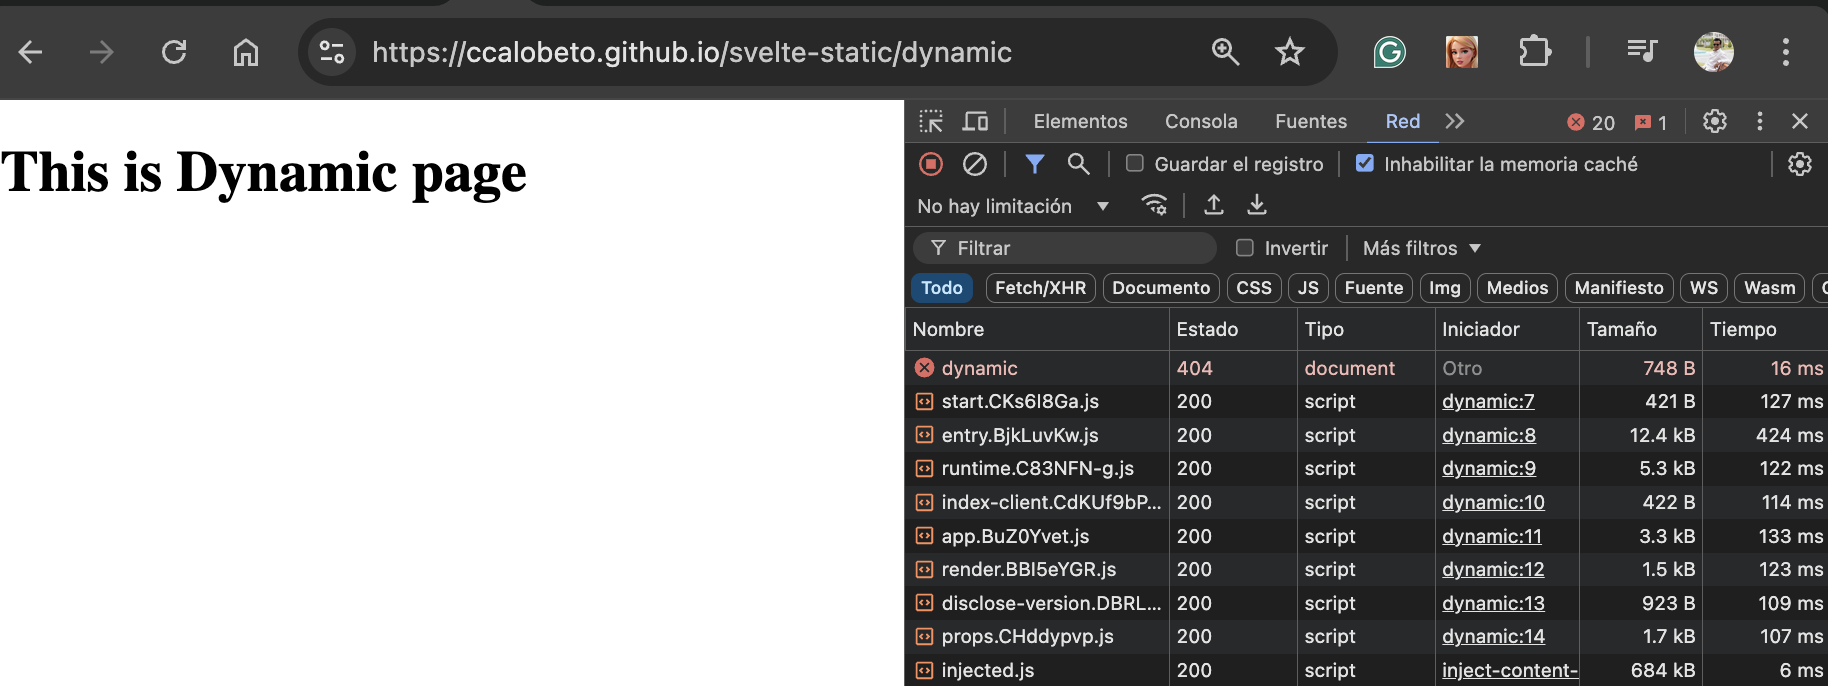 https://ccalobeto.github.io/svelte-static/dynamic
This is Dynamic page
Elementos Consola Fuentes Red 20 1
Guardar el registro Inhabilitar la memoria caché
No hay limitación
Filtrar Invertir Más filtros
Todo Fetch/XHR Documento CSS JS Fuente Img Medios Manifiesto WS Wasm
Nombre Estado Tipo Iniciador Tamaño Tiempo
dynamic 404 document Otro 748 B 16 ms
start.CKs6I8Ga.js 200 script dynamic:7 421 B 127 ms
entry.BjkLuvKw.js 200 script dynamic:8 12.4 kB 424 ms
runtime.C83NFN-g.js 200 script dynamic:9 5.3 kB 122 ms
index-client.CdKUf9bP... 200 script dynamic:10 422 B 114 ms
app.BuZ0Yvet.js 200 script dynamic:11 3.3 kB 133 ms
render.BBI5eYGR.js 200 script dynamic:12 1.5 kB 123 ms
disclose-version.DBRL... 200 script dynamic:13 923 B 109 ms
props.CHddypvp.js 200 script dynamic:14 1.7 kB 107 ms
injected.js 200 script inject-content- 684 kB 6 ms